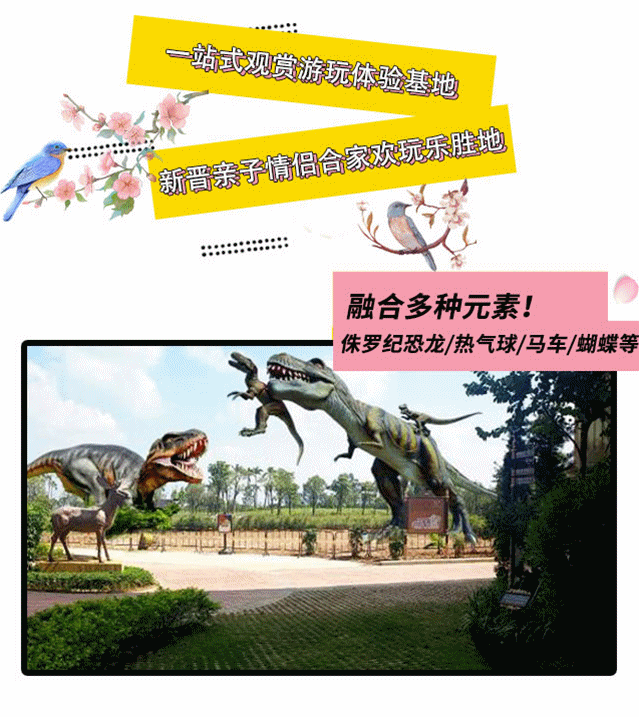 一站式观赏游玩体验基地
新晋亲子情侣合家欢玩乐胜地
融合多种元素!
侏罗纪恐龙/热气球/马车/蝴蝶等